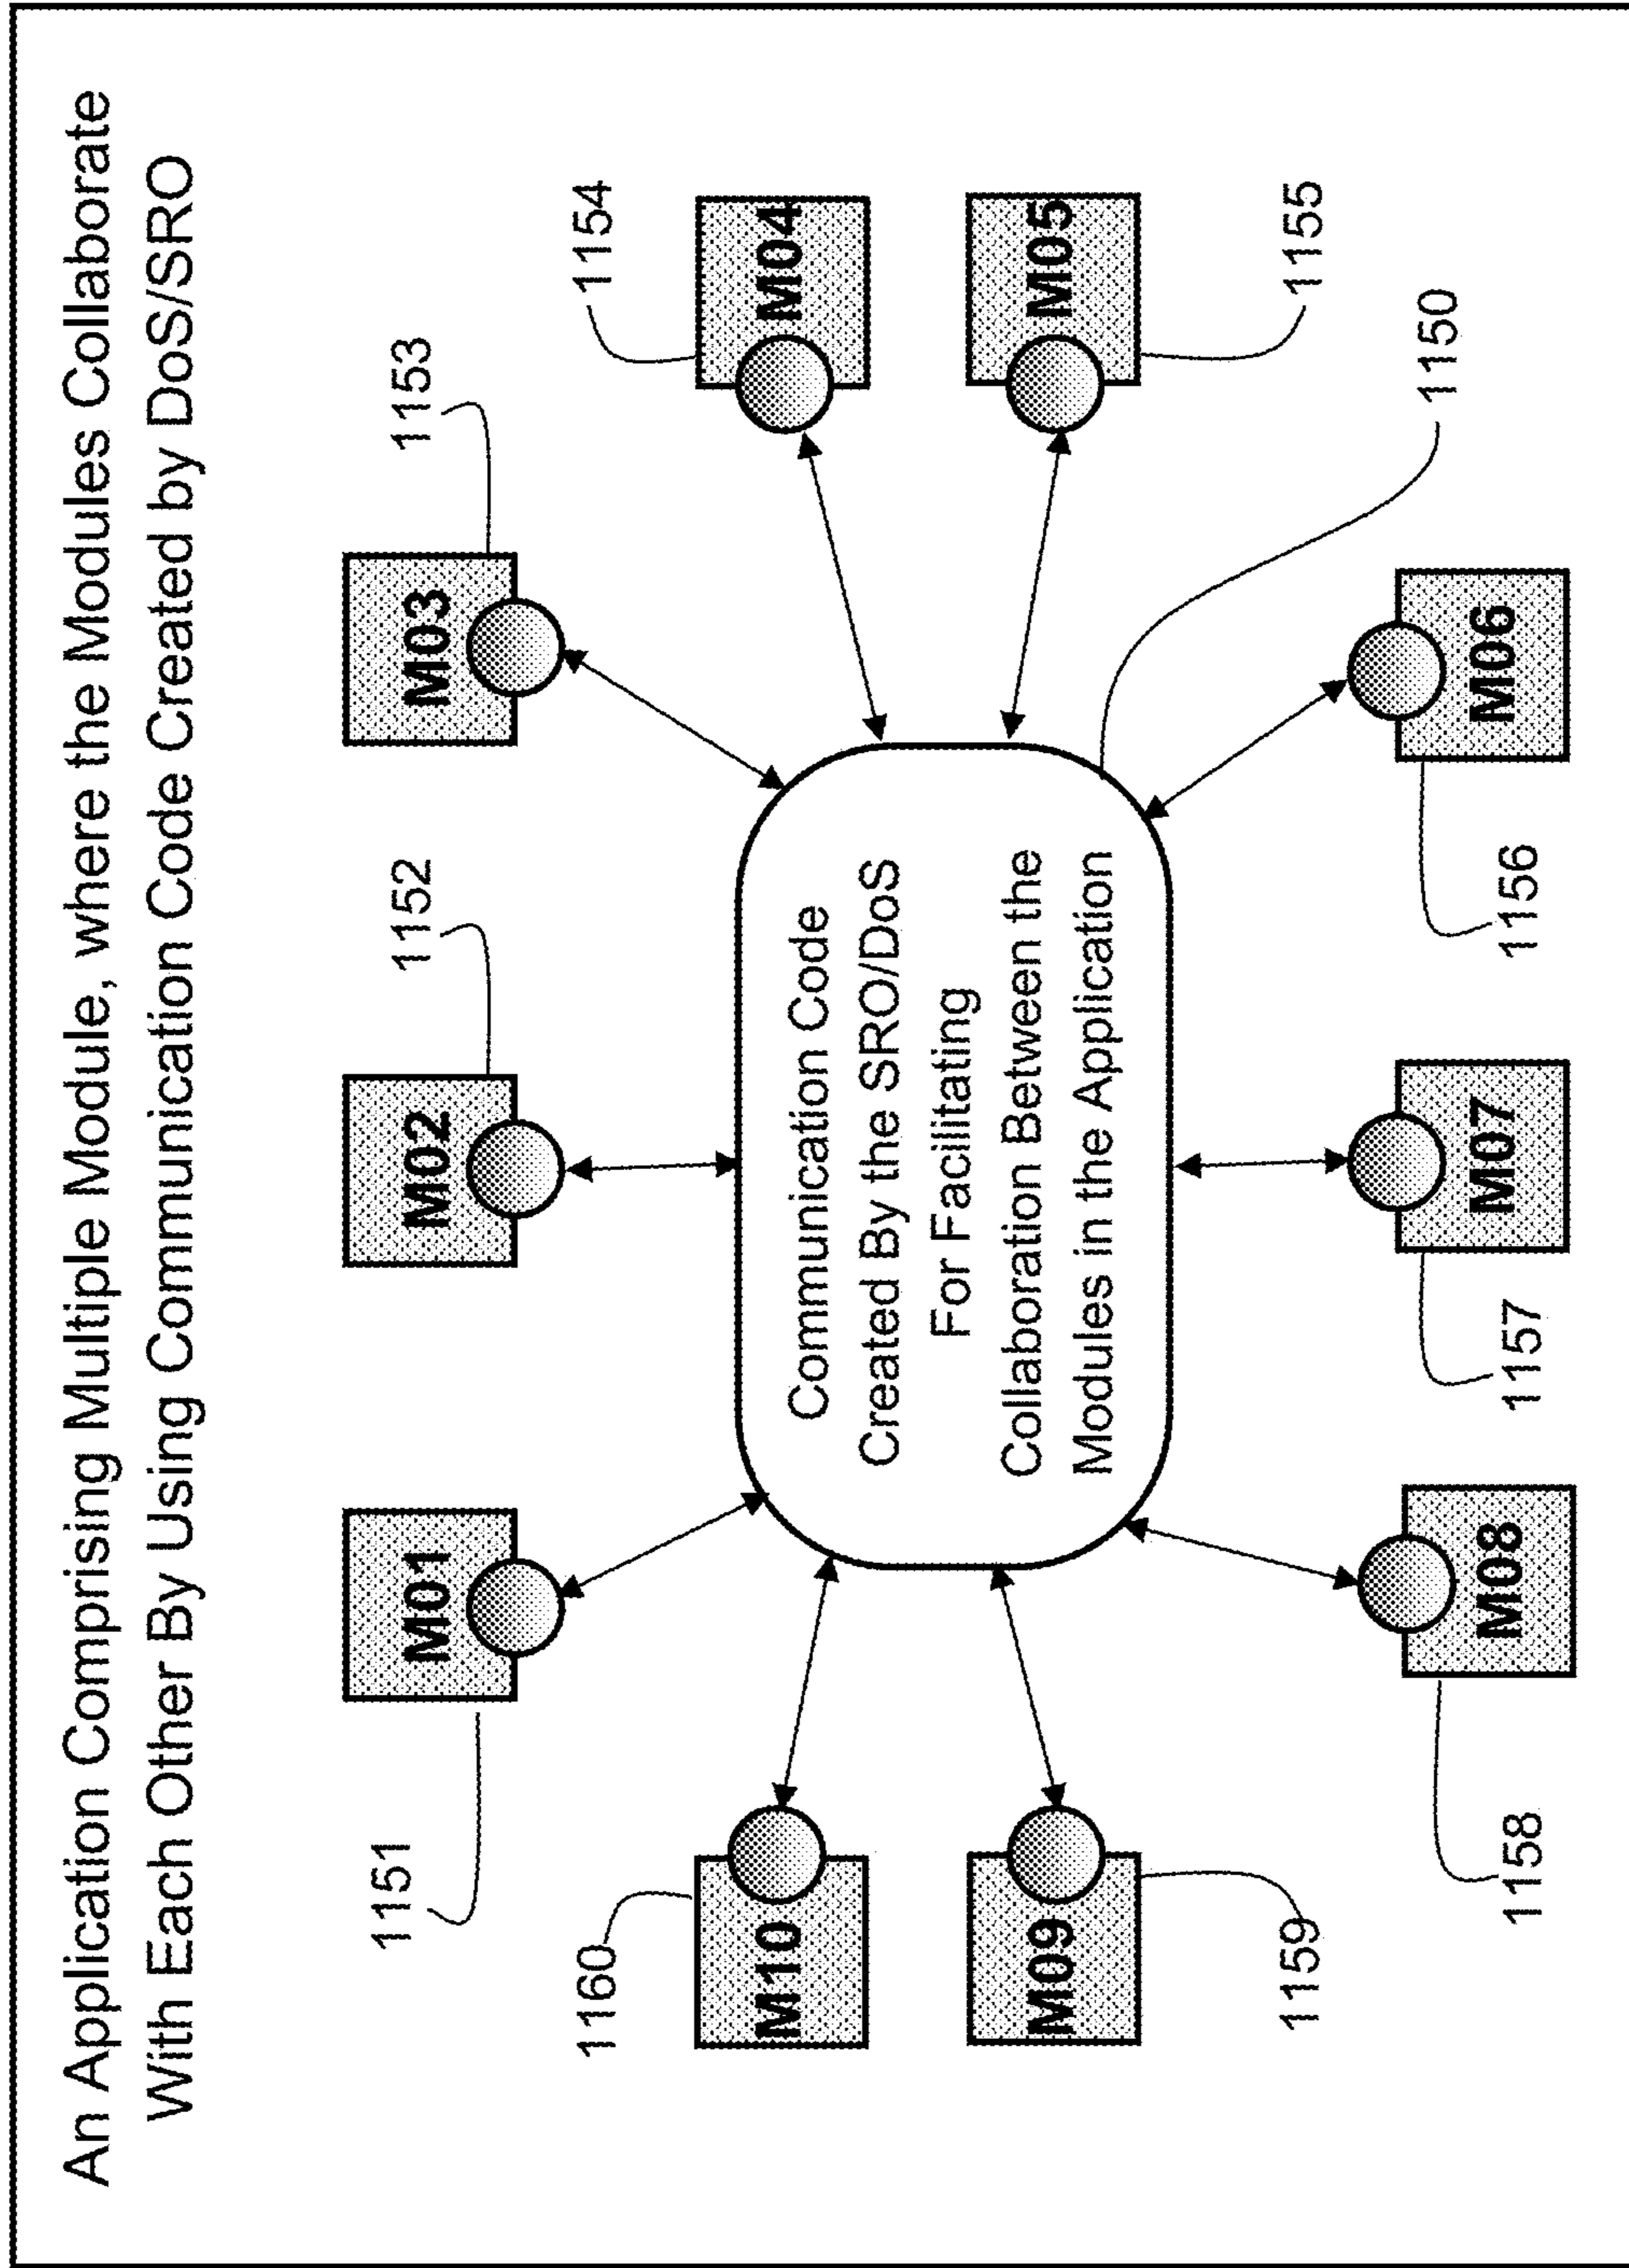 An Application Comprising Multiple Module, where the Modules Collaborate
With Each Other By Using Communication Code Created by DoS/SRO
1151
1152
1153
M01
M02
M03
1160
1154
M10
M04
Communication Code
Created By the SRO/DoS
For Facilitating
Collaboration Between the
Modules in the Application
M09
M05
1159
1155
1150
M08
M07
M06
1158
1157
1156